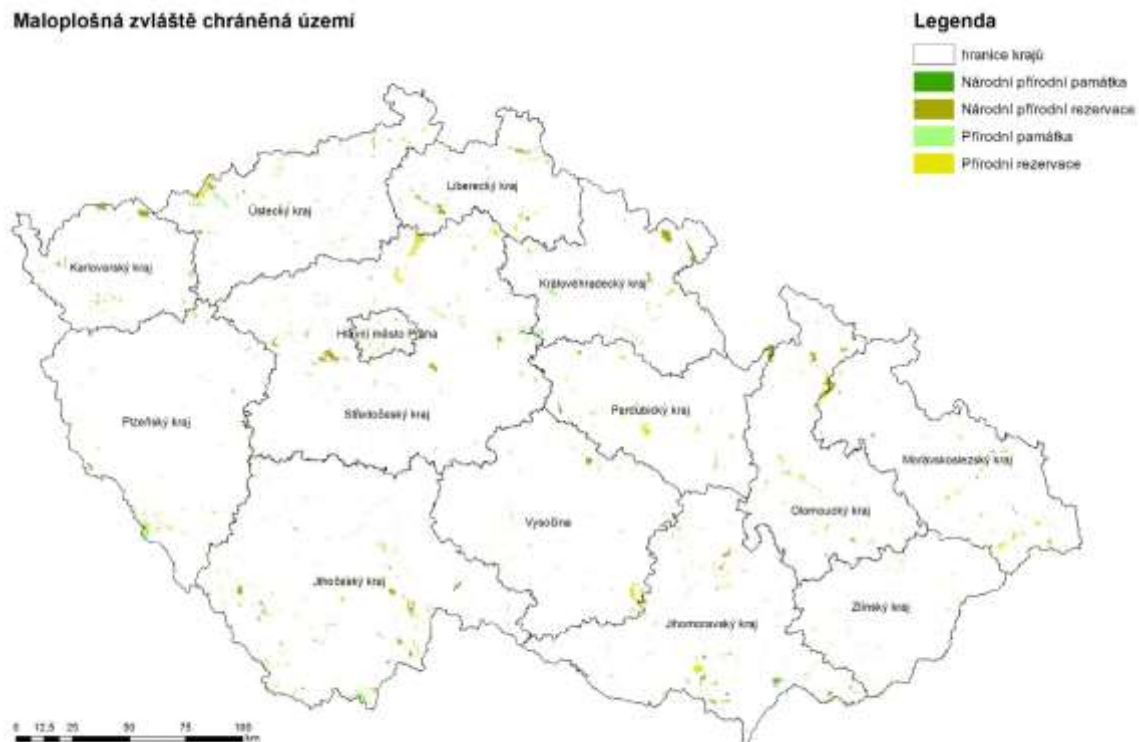 Maloplošná zvláště chráněná území
Legenda
hranice krajů
Národní přírodní památka
Národní přírodní rezervace
Přírodní památka
Přírodní rezervace
Liberecký kraj
Ústecký kraj
Karlovarský kraj
Královéhradecký kraj
Hlavní město Praha
Středočeský kraj
Pardubický kraj
Plzeňský kraj
Moravskoslezský kraj
Olomoucký kraj
Vysočina
Jihočeský kraj
Zlínský kraj
Jihomoravský kraj
0 12,5 25 50 75 100
km